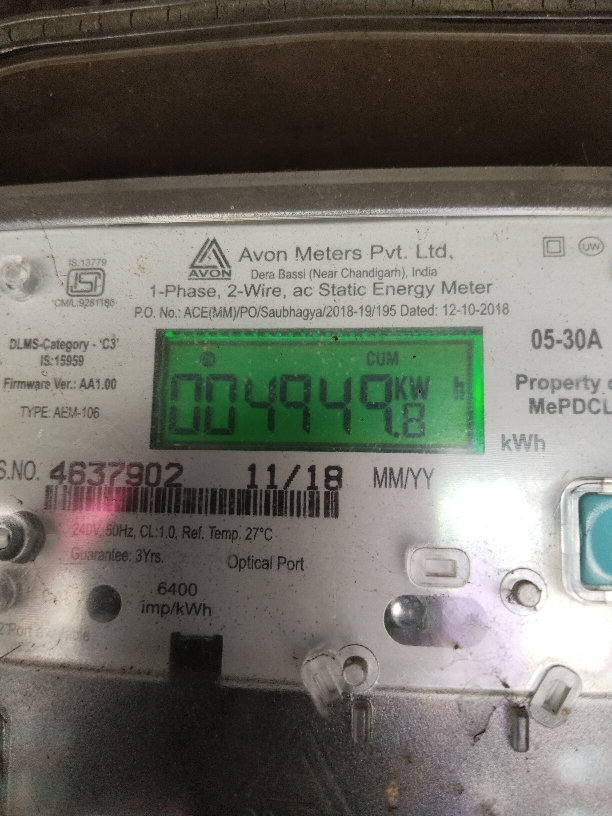 Avon Meters Pvt. Ltd.
AVON
Dera Bassi (Near Chandigarh), India
UW
IS:13779
ISI
CM/L:9281185
1-Phase, 2-Wire, ac Static Energy Meter
P.O. No.: ACE(MM)/PO/Saubhagya/2018-19/195 Dated: 12-10-2018
DLMS-Category - 'C3'
IS:15959
Firmware Ver.: AA1.00
TYPE: AEM-106
CUM
004949.8 KW h
05-30A
Property
MePDCL
kWh
S.NO. 4637902 11/18 MM/YY
240V, 50Hz, CL:1.0, Ref. Temp. 27°C
Guarantee: 3Yrs.
Optical Port
6400
imp/kWh